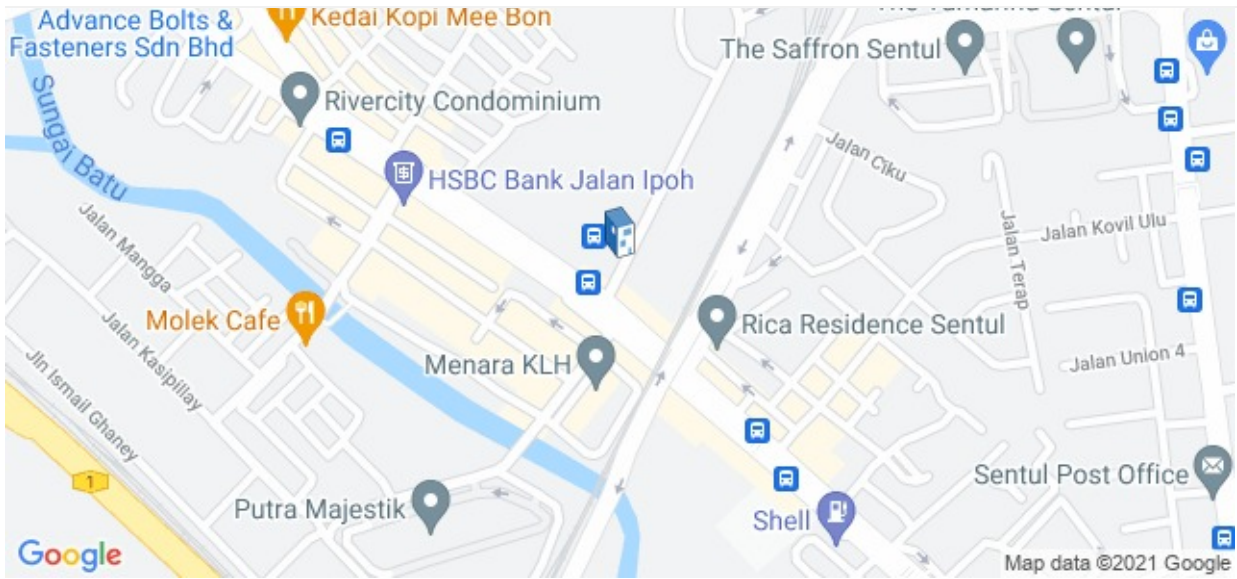 Advance Bolts &
Fasteners Sdn Bhd
Kedai Kopi Mee Bon
The Saffron Sentul
Rivercity Condominium
Sungai Batu
HSBC Bank Jalan Ipoh
Jalan Ciku
Jalan Kovil Ulu
Jalan Terap
Jalan Mangga
Molek Cafe
Rica Residence Sentul
Jalan Kasipillay
Menara KLH
Jalan Union 4
Jln Ismail Ghaney
1
Putra Majestik
Sentul Post Office
Shell
Google
Map data ©2021 Google